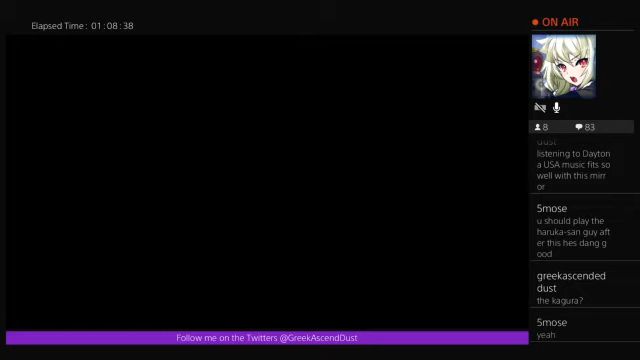 Elapsed Time : 01:08:38
ON AIR
8
83
dust
listening to Dayton
a USA music fits so
well with this mirr
or
5mose
u should play the
haruka-san guy aft
er this hes dang g
ood
greekascended
dust
the kagura?
5mose
yeah
Follow me on the Twitters @GreekAscendDust